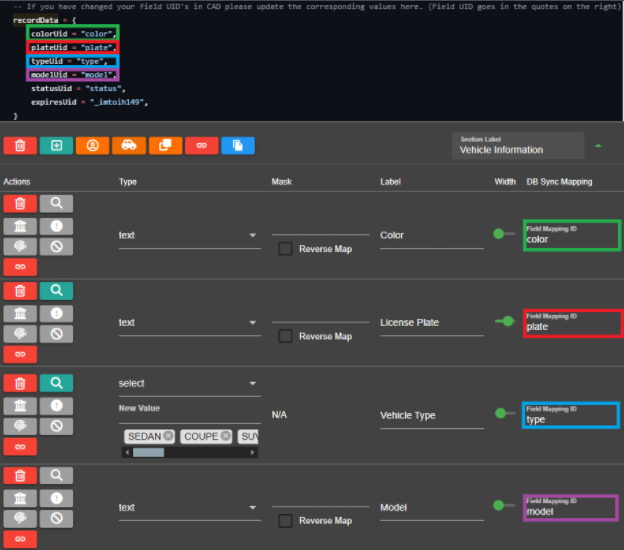 -- If you have changed your field UID's in CAD please update the corresponding values here. (Field UID goes in the quotes on the right)
recordData = {
colorUid = "color",
plateUid = "plate",
typeUid = "type",
modelUid = "model",
statusUid = "status",
expiresUid = "_imtoih149",
}
Section Label
Vehicle Information
Actions Type Mask Label Width DB Sync Mapping
text Reverse Map Color Field Mapping ID
color
text Reverse Map License Plate Field Mapping ID
plate
select
New Value N/A Vehicle Type Field Mapping ID
type
SEDAN COUPE SUV
text Reverse Map Model Field Mapping ID
model